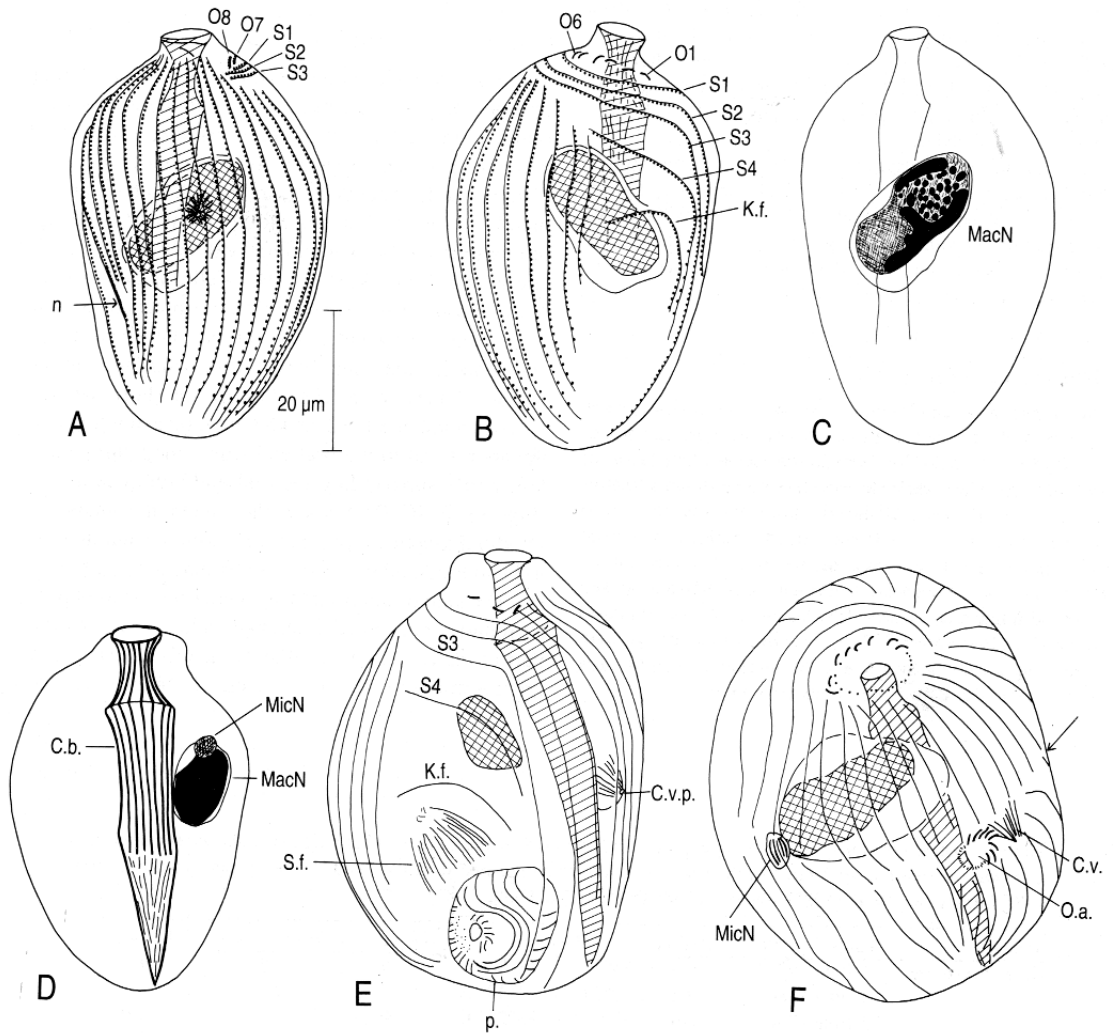 O8
O7
S1
S2
S3
n
A
20 µm
O6
O1
S1
S2
S3
S4
K.f.
B
MacN
C
MicN
C.b.
MacN
D
S3
S4
K.f.
C.v.p.
S.f.
E
p.
C.v.
O.a.
MicN
F